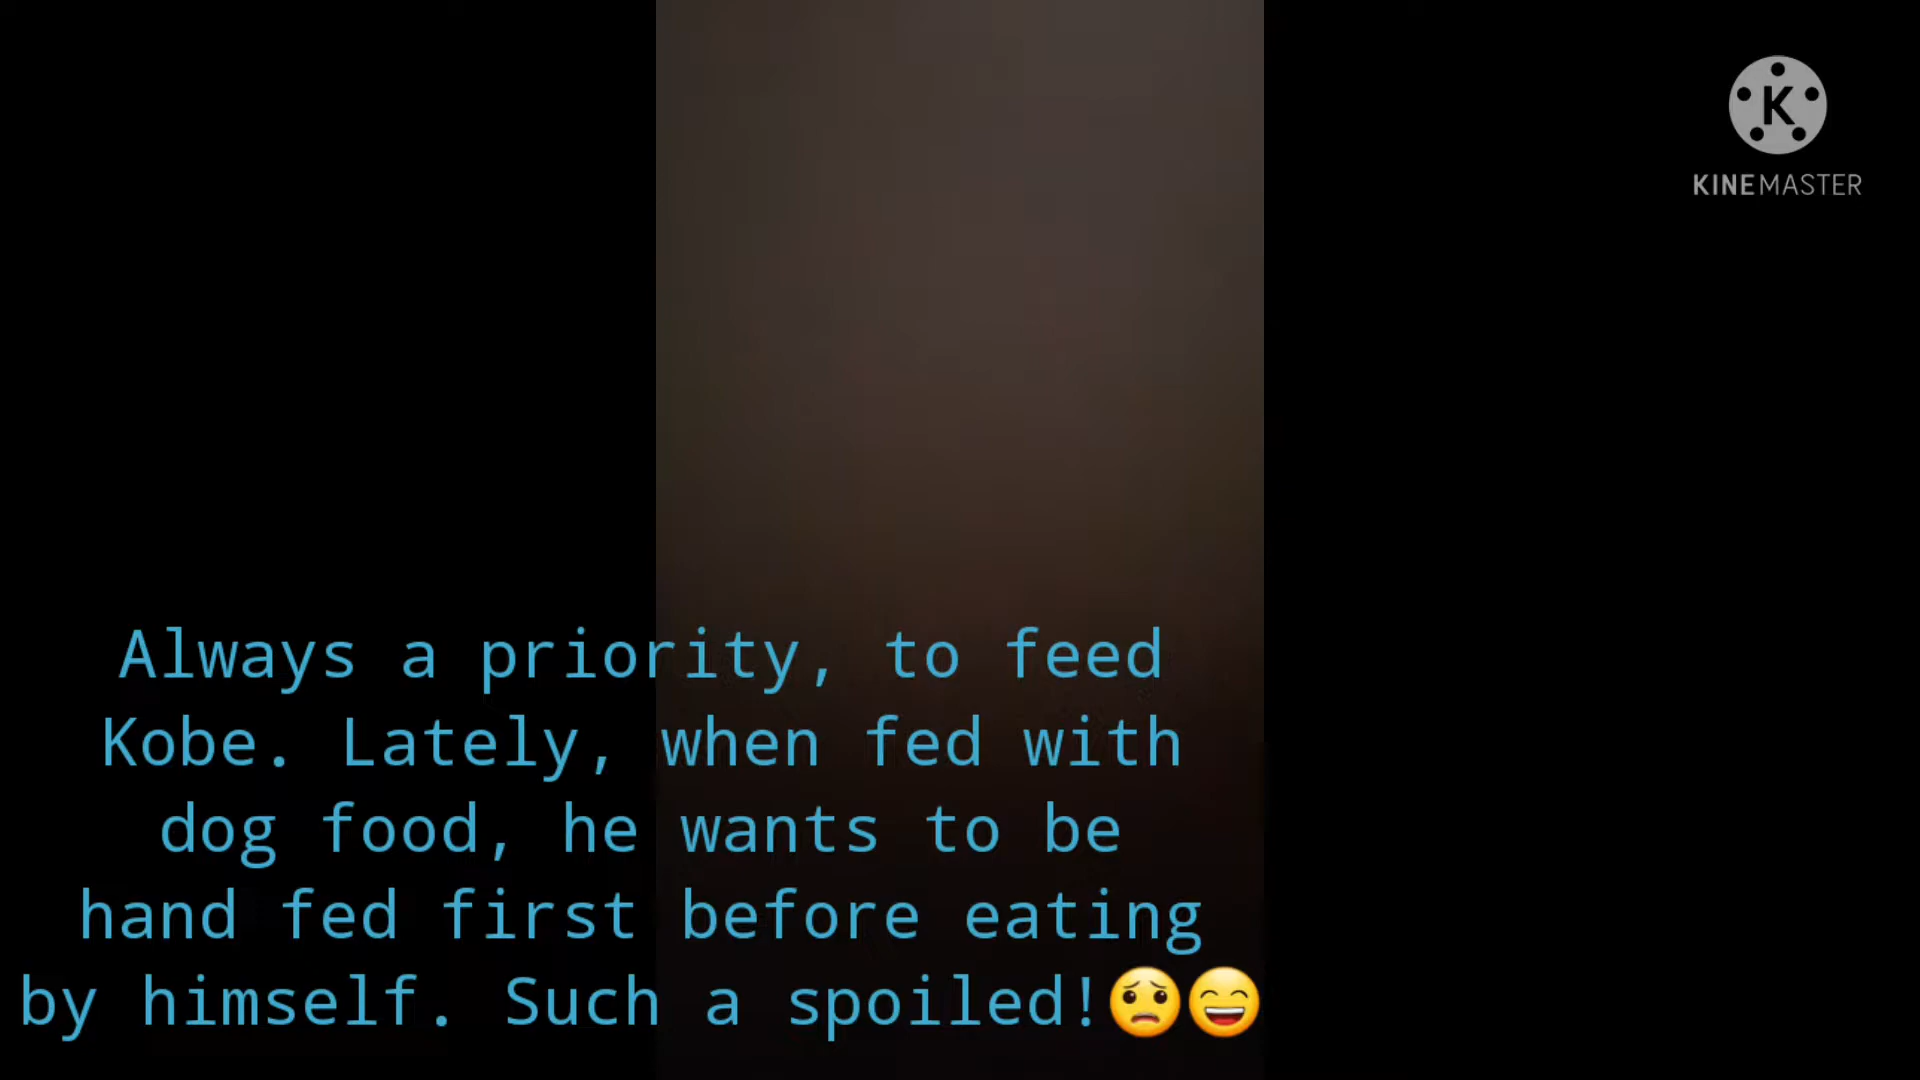 K
KINEMASTER
Always a priority, to feed
Kobe. Lately, when fed with
dog food, he wants to be
hand fed first before eating
by himself. Such a spoiled!😟😄